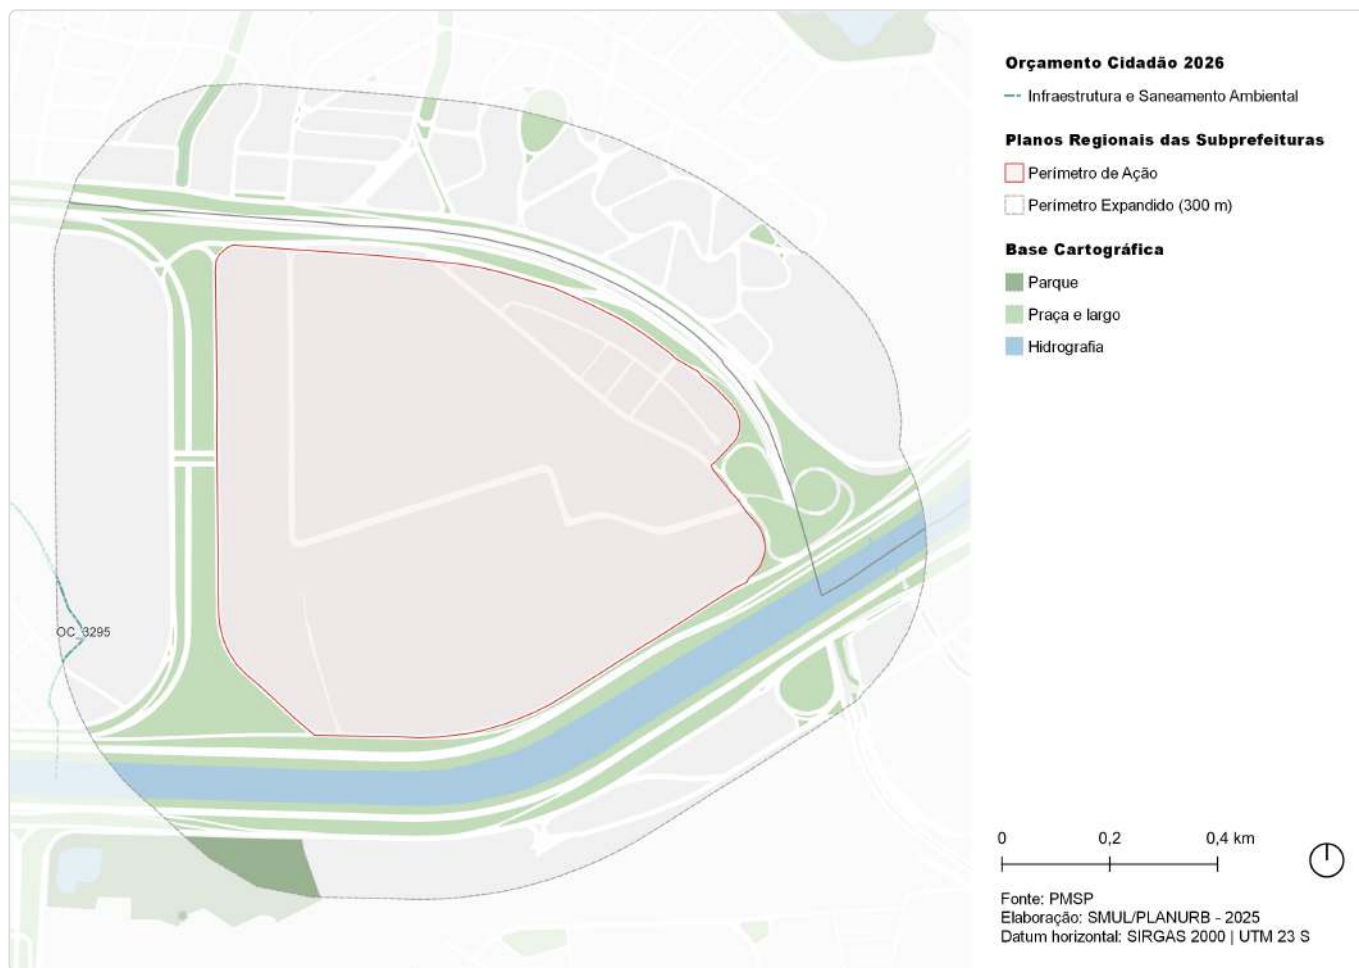 OC_3295
Orçamento Cidadão 2026
Infraestrutura e Saneamento Ambiental
Planos Regionais das Subprefeituras
Perímetro de Ação
Perímetro Expandido (300 m)
Base Cartográfica
Parque
Praça e largo
Hidrografia
0 0,2 0,4 km
Fonte: PMSP
Elaboração: SMUL/PLANURB - 2025
Datum horizontal: SIRGAS 2000 | UTM 23 S